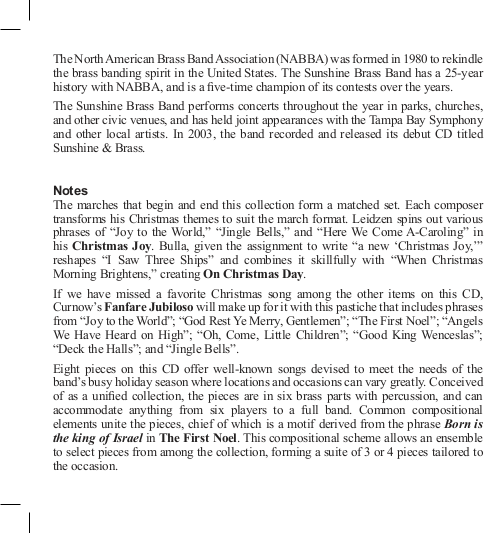 The North American Brass Band Association (NABBA) was formed in 1980 to rekindle
the brass banding spirit in the United States. The Sunshine Brass Band has a 25-year
history with NABBA, and is a five-time champion of its contests over the years.
The Sunshine Brass Band performs concerts throughout the year in parks, churches,
and other civic venues, and has held joint appearances with the Tampa Bay Symphony
and other local artists. In 2003, the band recorded and released its debut CD titled
Sunshine & Brass.
Notes
The marches that begin and end this collection form a matched set. Each composer
transforms his Christmas themes to suit the march format. Leidzen spins out various
phrases of “Joy to the World,” “Jingle Bells,” and “Here We Come A-Caroling” in
his Christmas Joy. Bulla, given the assignment to write “a new ‘Christmas Joy,’”
reshapes “I Saw Three Ships” and combines it skillfully with “When Christmas
Morning Brightens,” creating On Christmas Day.
If we have missed a favorite Christmas song among the other items on this CD,
Curnow’s Fanfare Jubiloso will make up for it with this pastiche that includes phrases
from “Joy to the World”; “God Rest Ye Merry, Gentlemen”; “The First Noel”; “Angels
We Have Heard on High”; “Oh, Come, Little Children”; “Good King Wenceslas”;
“Deck the Halls”; and “Jingle Bells”.
Eight pieces on this CD offer well-known songs devised to meet the needs of the
band’s busy holiday season where locations and occasions can vary greatly. Conceived
of as a unified collection, the pieces are in six brass parts with percussion, and can
accommodate anything from six players to a full band. Common compositional
elements unite the pieces, chief of which is a motif derived from the phrase Born is
the king of Israel in The First Noel. This compositional scheme allows an ensemble
to select pieces from among the collection, forming a suite of 3 or 4 pieces tailored to
the occasion.